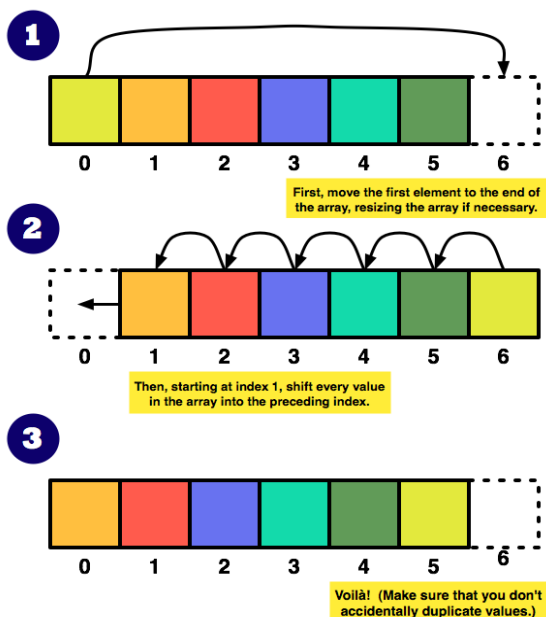 1
0 1 2 3 4 5 6
First, move the first element to the end of
the array, resizing the array if necessary.
2
0 1 2 3 4 5 6
Then, starting at index 1, shift every value
in the array into the preceding index.
3
0 1 2 3 4 5 6
Voilà! (Make sure that you don't
accidentally duplicate values.)